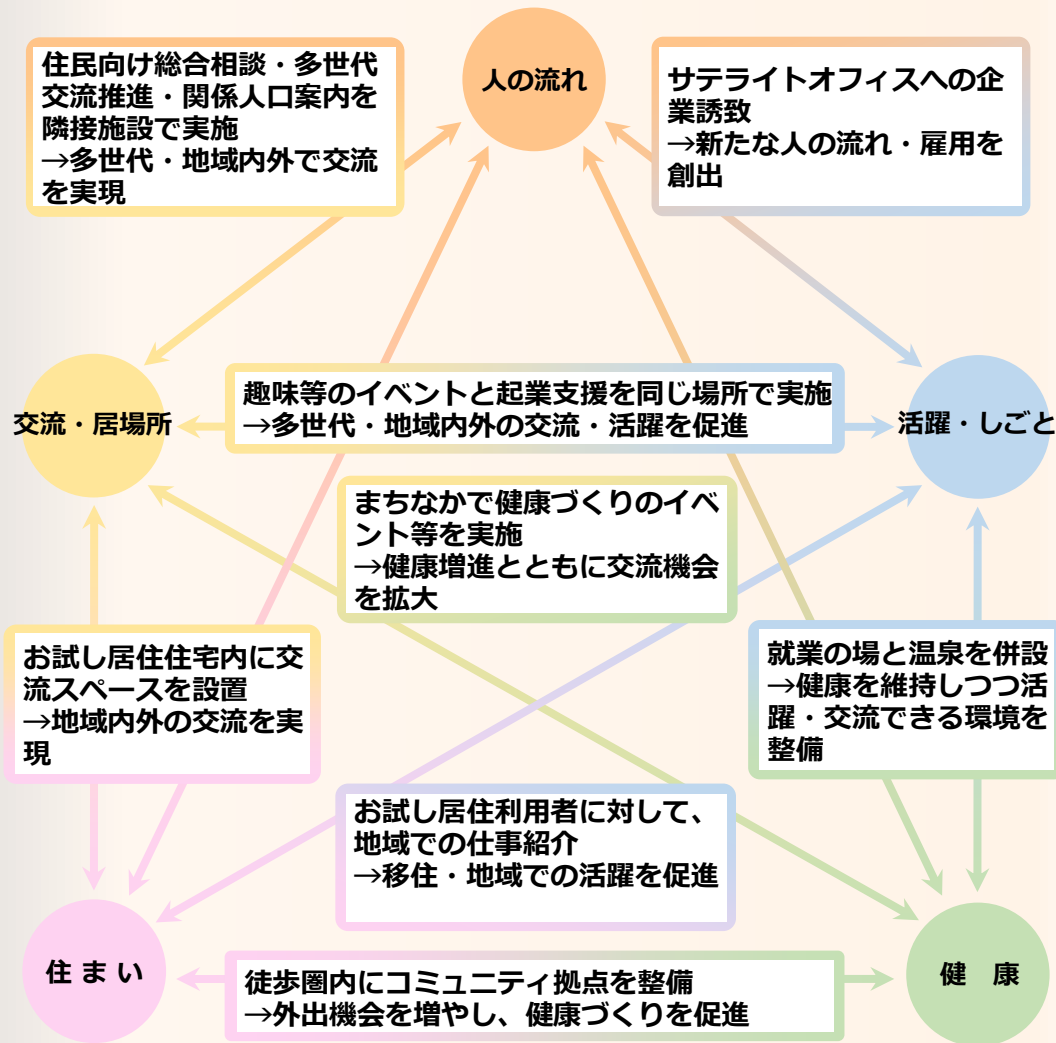 人の流れ
住民向け総合相談・多世代
交流推進・関係人口案内を
隣接施設で実施
→多世代・地域内外で交流
を実現
サテライトオフィスへの企
業誘致
→新たな人の流れ・雇用を
創出
交流・居場所
趣味等のイベントと起業支援を同じ場所で実施
→多世代・地域内外の交流・活躍を促進
活躍・しごと
まちなかで健康づくりのイベ
ント等を実施
→健康増進とともに交流機会
を拡大
お試し居住住宅内に交
流スペースを設置
→地域内外の交流を実
現
就業の場と温泉を併設
→健康を維持しつつ活
躍・交流できる環境を
整備
お試し居住利用者に対して、
地域での仕事紹介
→移住・地域での活躍を促進
住まい
徒歩圏内にコミュニティ拠点を整備
→外出機会を増やし、健康づくりを促進
健　康